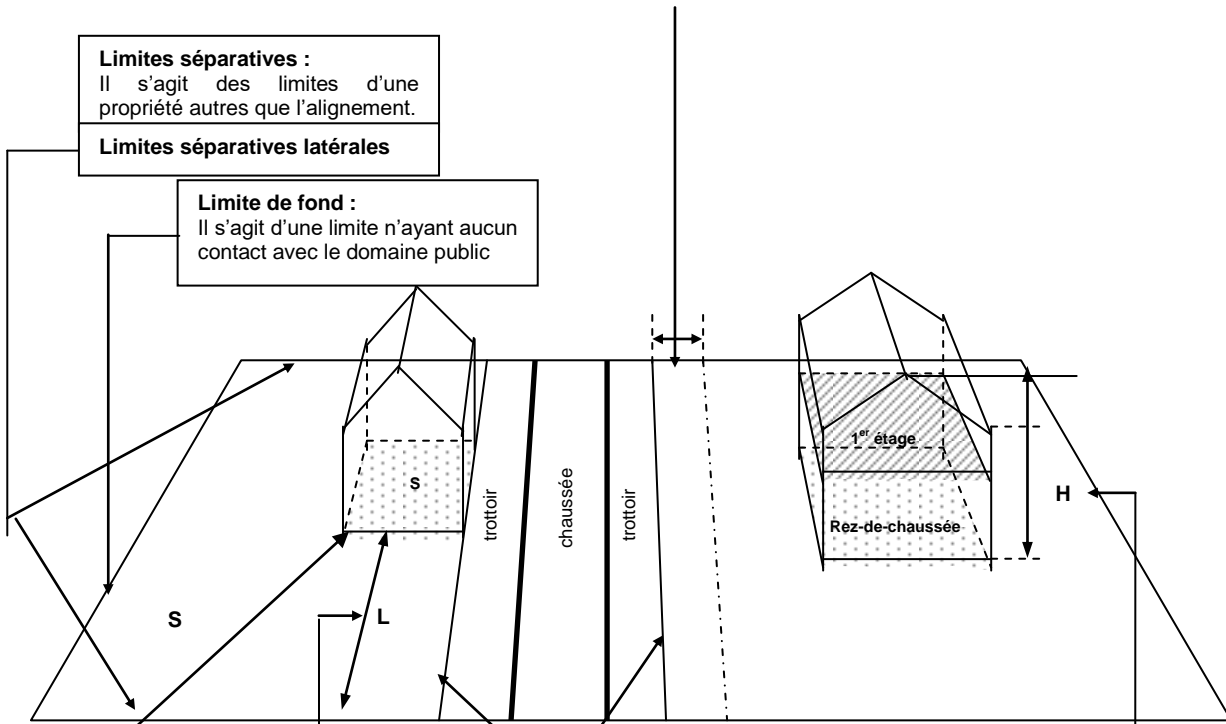 Limites séparatives :
Il s’agit des limites d’une
propriété autres que l’alignement.
Limites séparatives latérales
Limite de fond :
Il s’agit d’une limite n’ayant aucun
contact avec le domaine public
1er étage
S
trottoir
chaussée
trottoir
H
Rez-de-chaussée
S
L